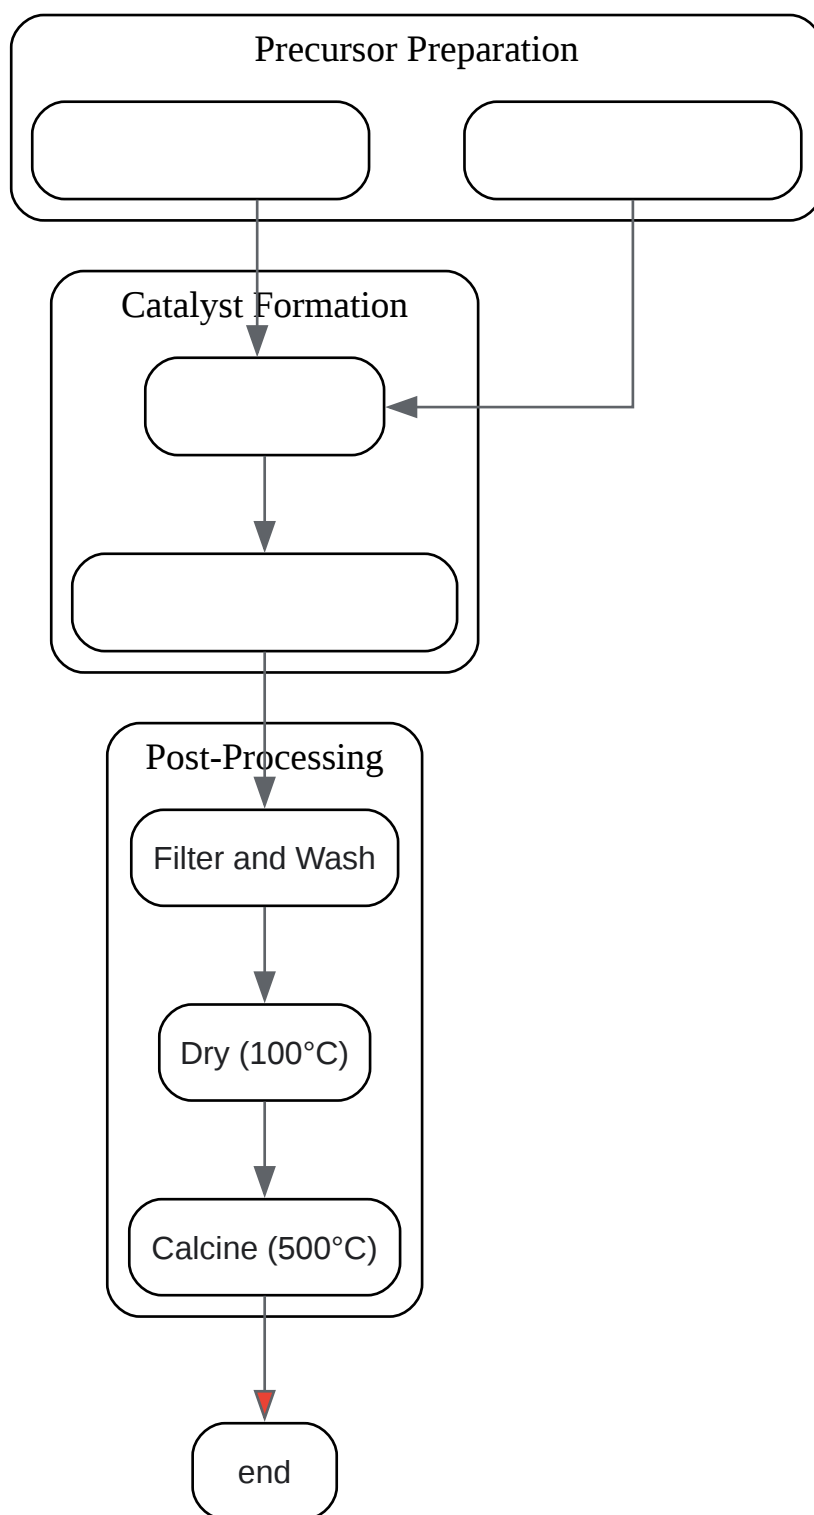 Precursor Preparation
Catalyst Formation
Post-Processing
Filter and Wash
Dry (100°C)
Calcine (500°C)
end